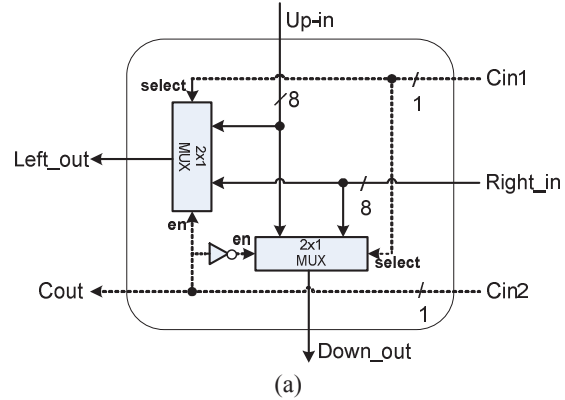 Up-in
select
8
1
Cin1
2x1
MUX
Left_out
Right_in
8
en
en
2x1
MUX
select
Cout
1
Cin2
Down_out
(a)